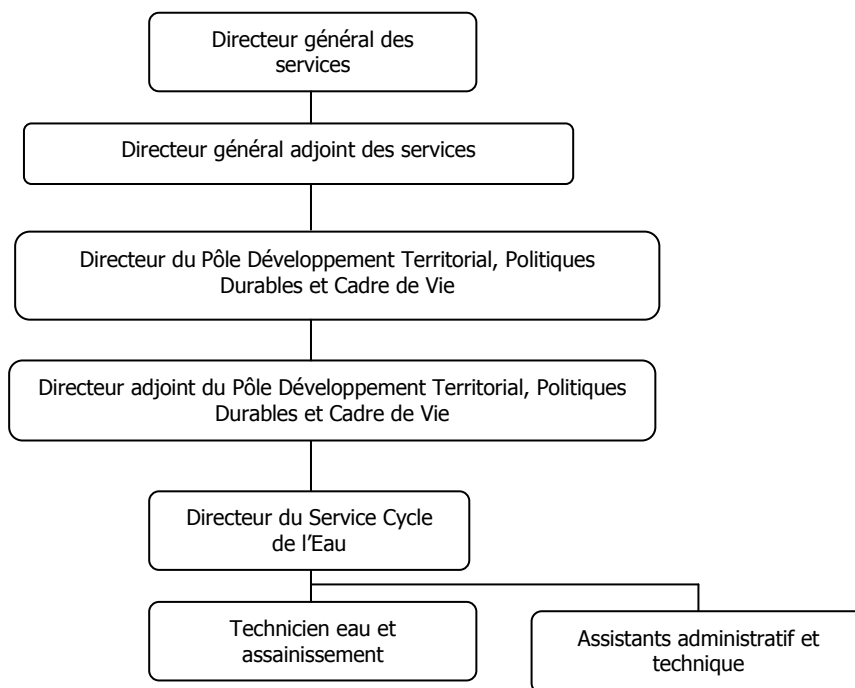 Directeur général des
services
Directeur général adjoint des services
Directeur du Pôle Développement Territorial, Politiques
Durables et Cadre de Vie
Directeur adjoint du Pôle Développement Territorial, Politiques
Durables et Cadre de Vie
Directeur du Service Cycle
de l’Eau
Technicien eau et
assainissement
Assistants administratif et
technique